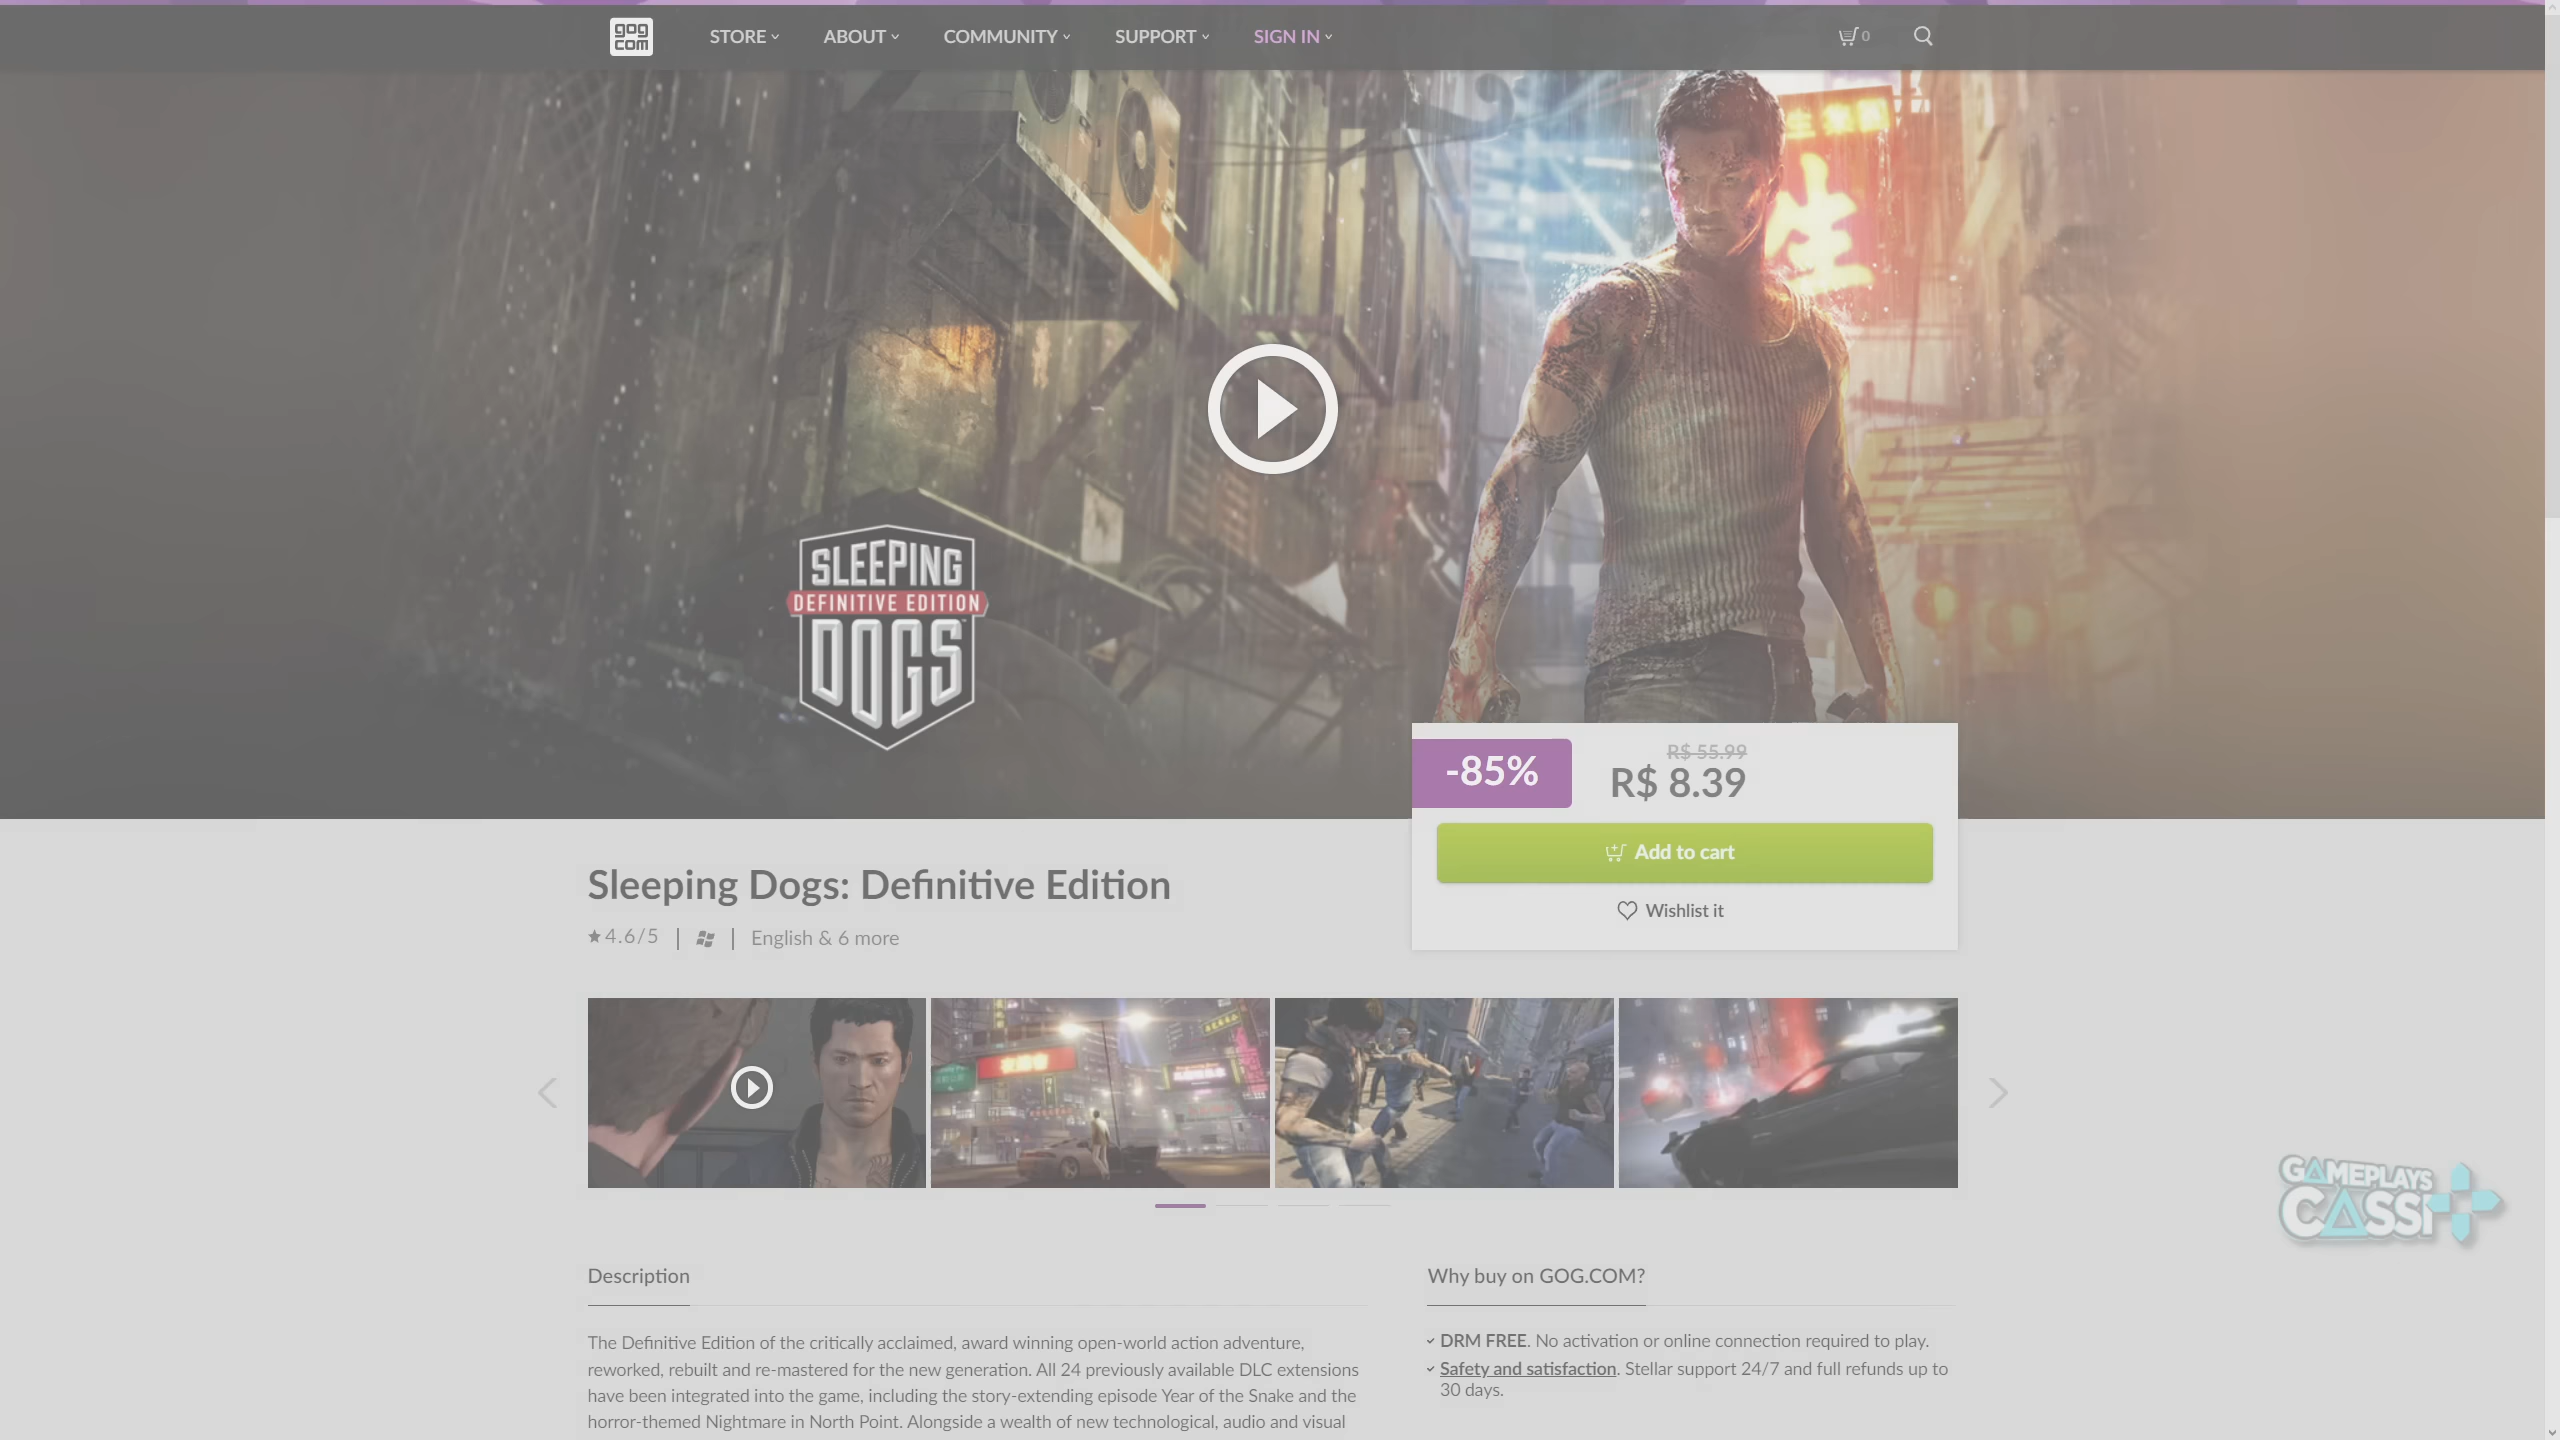 gog
com
STORE
ABOUT
COMMUNITY
SUPPORT
SIGN IN
0
生
SLEEPING
DEFINITIVE EDITION
DOGS
-85%
R$ 55.99
R$ 8.39
Add to cart
Wishlist it
Sleeping Dogs: Definitive Edition
4.6/5
English & 6 more
GAMEPLAYS
CASSI
Description
Why buy on GOG.COM?
The Definitive Edition of the critically acclaimed, award winning open-world action adventure,
reworked, rebuilt and re-mastered for the new generation. All 24 previously available DLC extensions
have been integrated into the game, including the story-extending episode Year of the Snake and the
horror-themed Nightmare in North Point. Alongside a wealth of new technological, audio and visual
DRM FREE. No activation or online connection required to play.
Safety and satisfaction. Stellar support 24/7 and full refunds up to
30 days.